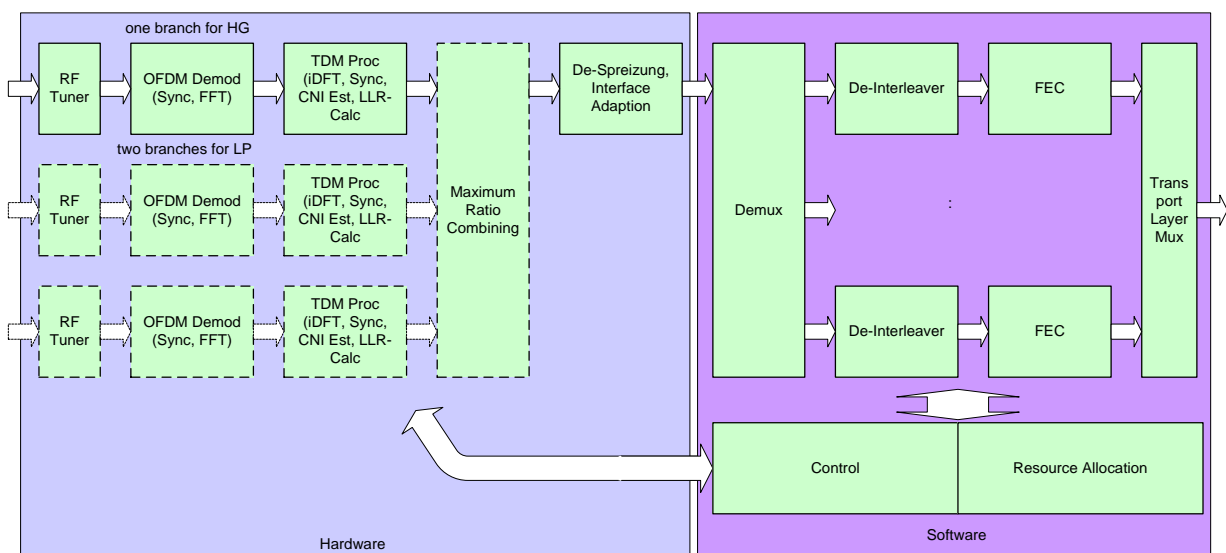 one branch for HG
RF
Tuner
OFDM Demod
(Sync, FFT)
TDM Proc
(iDFT, Sync,
CNI Est, LLR-
Calc
De-Spreizung,
Interface
Adaption
De-Interleaver
FEC
two branches for LP
RF
Tuner
OFDM Demod
(Sync, FFT)
TDM Proc
(iDFT, Sync,
CNI Est, LLR-
Calc
Maximum
Ratio
Combining
Demux
:
Trans
port
Layer
Mux
RF
Tuner
OFDM Demod
(Sync, FFT)
TDM Proc
(iDFT, Sync,
CNI Est, LLR-
Calc
De-Interleaver
FEC
Control
Resource Allocation
Hardware
Software